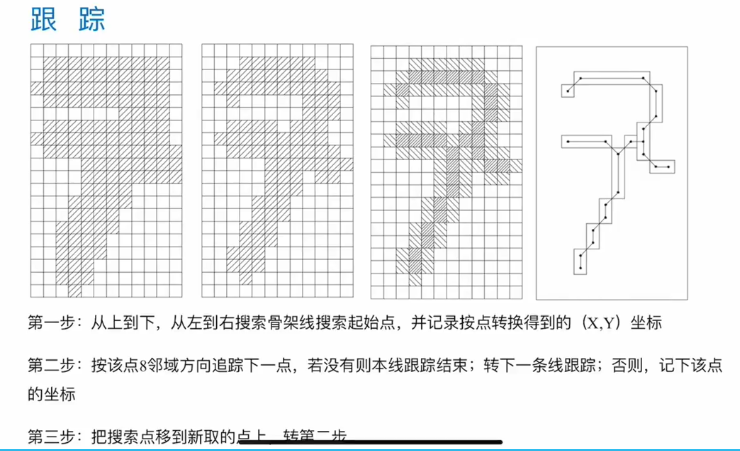 跟 踪
第一步：从上到下，从左到右搜索骨架线搜索起始点，并记录按点转换得到的（X,Y）坐标
第二步：按该点8邻域方向追踪下一点，若没有则本线跟踪结束；转下一条线跟踪；否则，记下该点
的坐标
第三步：把搜索点移到新取的点上，转第二步